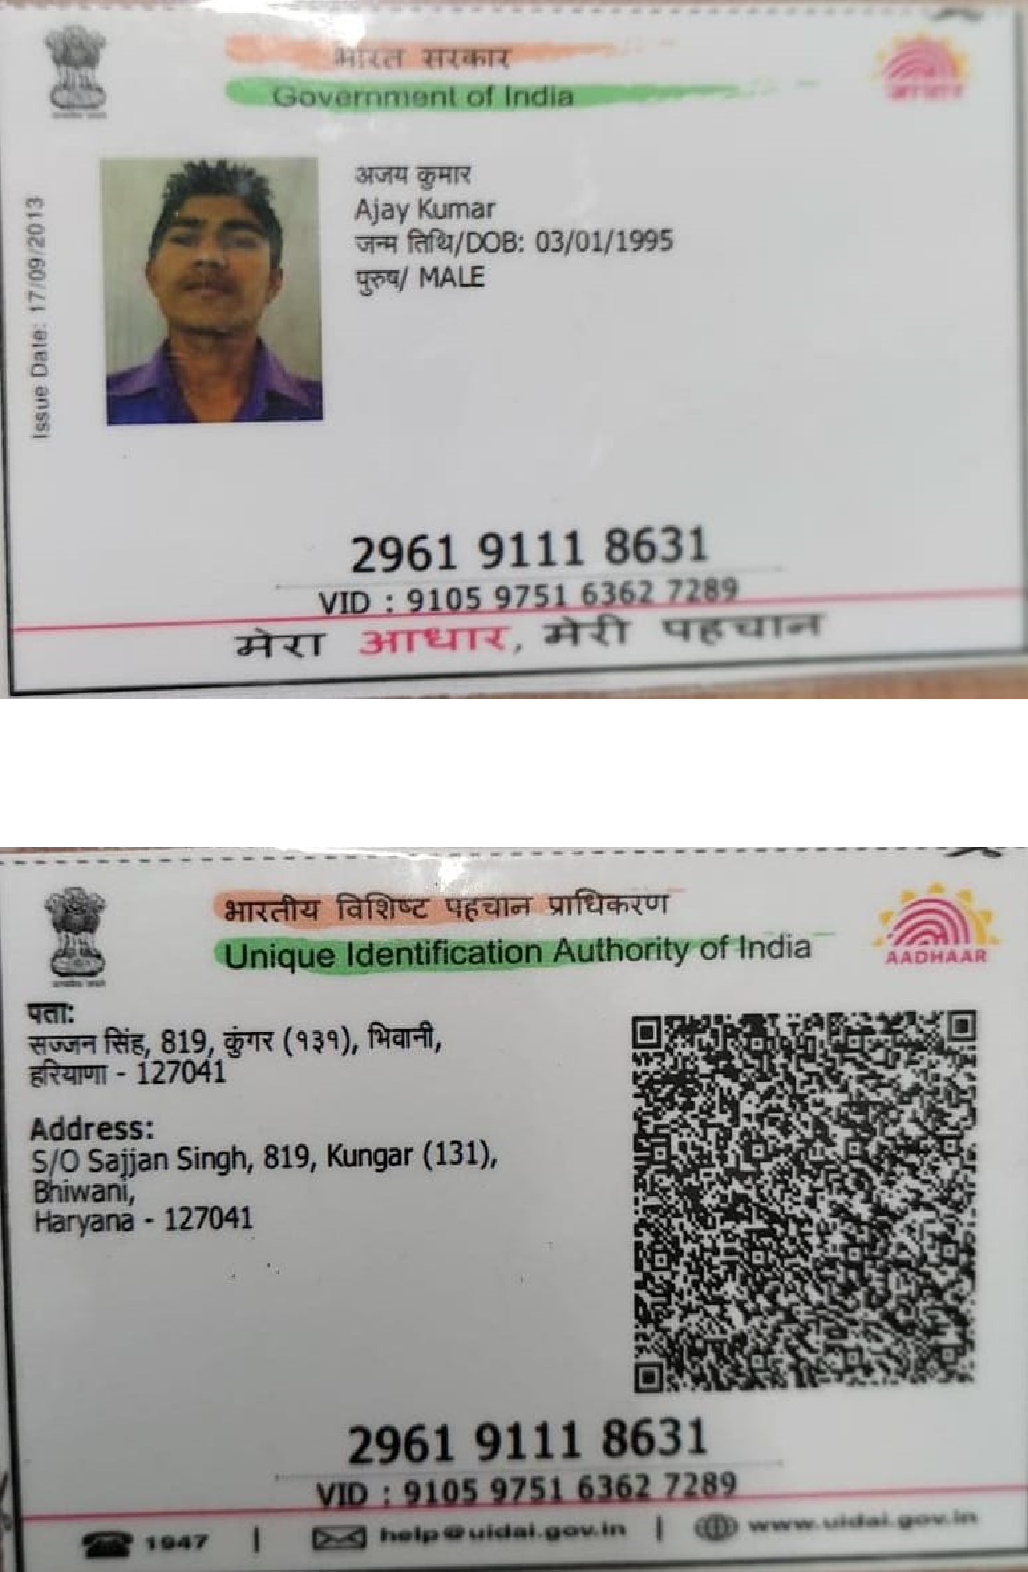 भारत सरकार
Government of India
आधार
Issue Date: 17/09/2013
अजय कुमार
Ajay Kumar
जन्म तिथि/DOB: 03/01/1995
पुरुष/ MALE
2961 9111 8631
VID : 9105 9751 6362 7289
मेरा आधार, मेरी पहचान
भारतीय विशिष्ट पहचान प्राधिकरण
Unique Identification Authority of India
AADHAAR
पता:
सज्जन सिंह, 819, कुंगर (१३१), भिवानी,
हरियाणा - 127041
Address:
S/O Sajjan Singh, 819, Kungar (131),
Bhiwani,
Haryana - 127041
2961 9111 8631
VID : 9105 9751 6362 7289
1947 | help@uidai.gov.in | www.uidai.gov.in